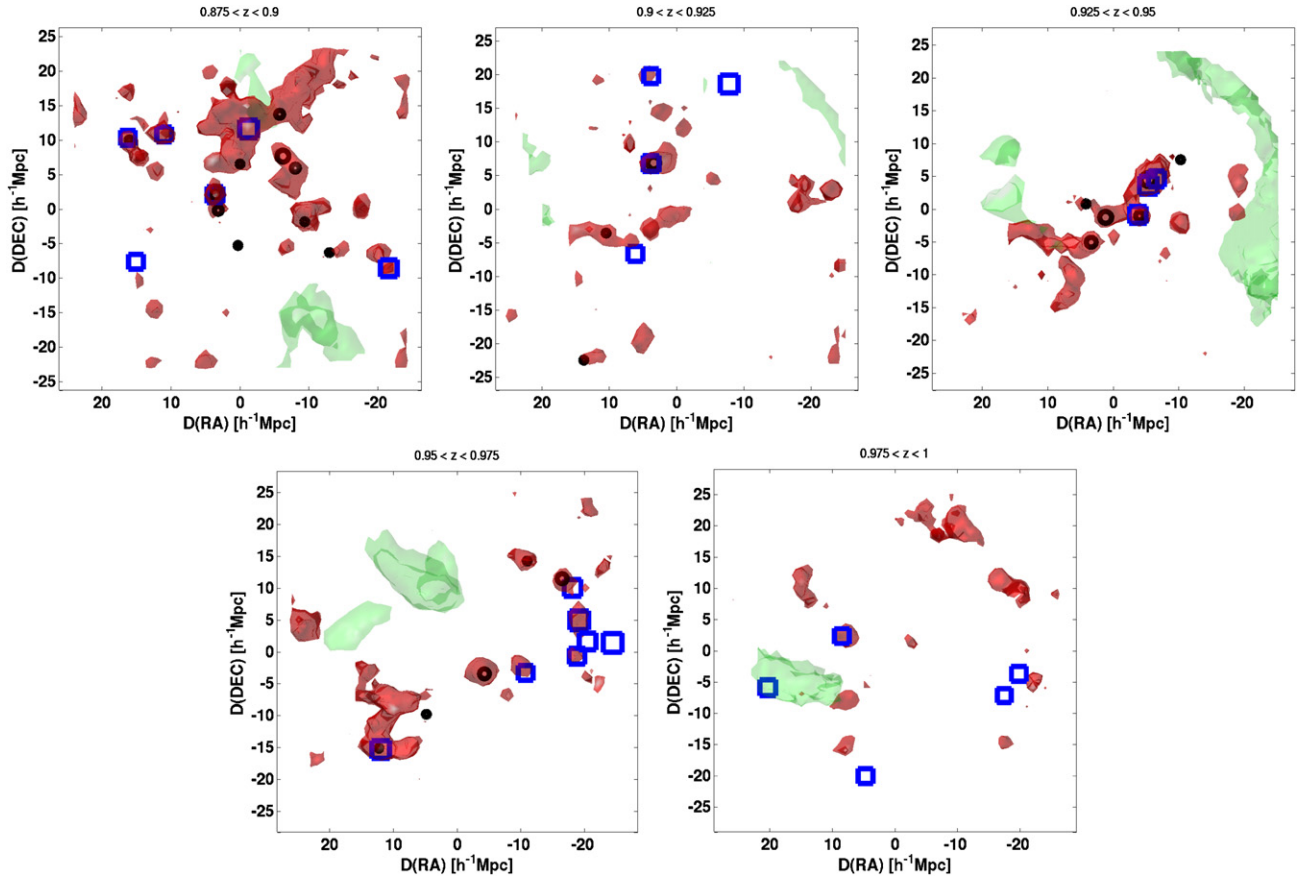 0.875 < z < 0.9
0.9 < z < 0.925
0.925 < z < 0.95
D(DEC) [h⁻¹Mpc]
25
20
15
10
5
0
-5
-10
-15
-20
-25
20 10 0 -10 -20
D(RA) [h⁻¹Mpc]
D(DEC) [h⁻¹Mpc]
25
20
15
10
5
0
-5
-10
-15
-20
-25
20 10 0 -10 -20
D(RA) [h⁻¹Mpc]
D(DEC) [h⁻¹Mpc]
25
20
15
10
5
0
-5
-10
-15
-20
-25
20 10 0 -10 -20
D(RA) [h⁻¹Mpc]
0.95 < z < 0.975
0.975 < z < 1
D(DEC) [h⁻¹Mpc]
25
20
15
10
5
0
-5
-10
-15
-20
-25
20 10 0 -10 -20
D(RA) [h⁻¹Mpc]
D(DEC) [h⁻¹Mpc]
25
20
15
10
5
0
-5
-10
-15
-20
-25
20 10 0 -10 -20
D(RA) [h⁻¹Mpc]